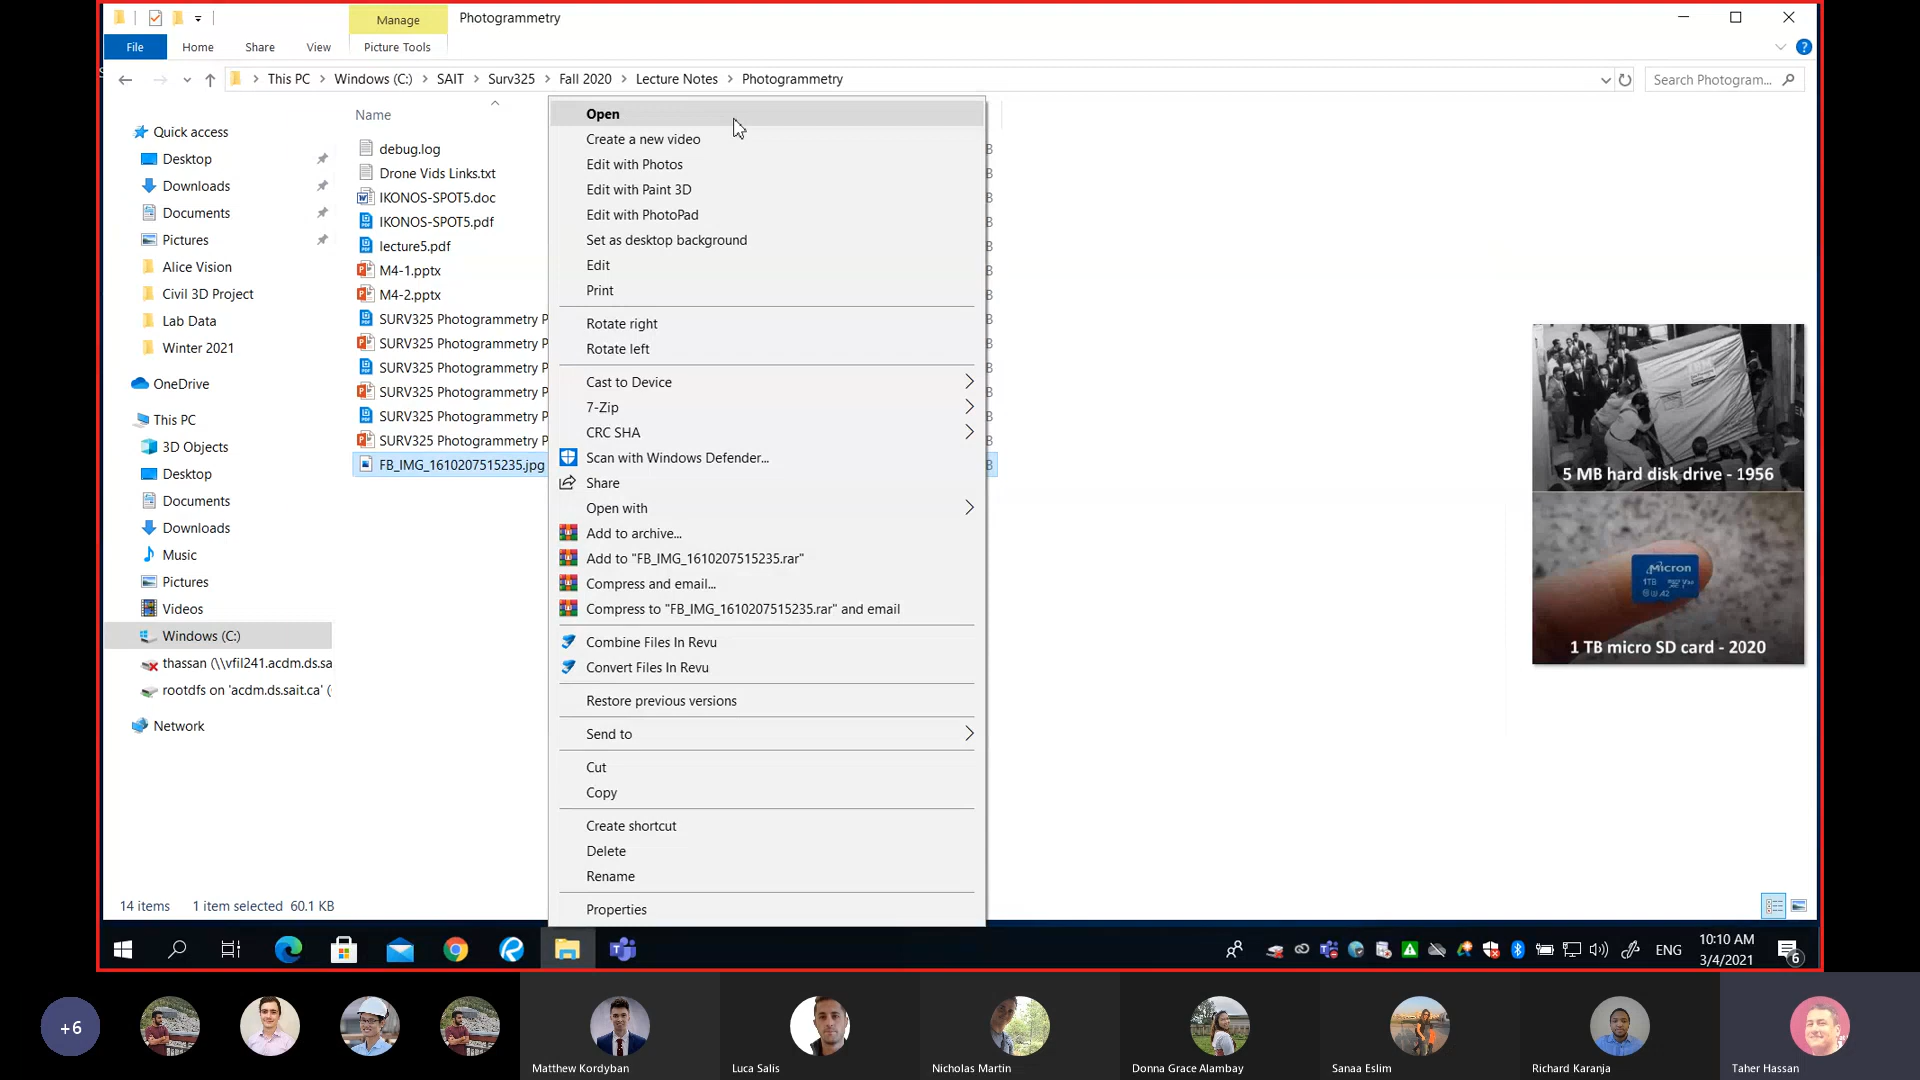 Manage
Photogrammetry
File
Home
Share
View
Picture Tools
This PC
Windows (C:)
SAIT
Surv325
Fall 2020
Lecture Notes
Photogrammetry
Search Photogram...
Quick access
Desktop
Downloads
Documents
Pictures
Alice Vision
Civil 3D Project
Lab Data
Winter 2021
OneDrive
This PC
3D Objects
Desktop
Documents
Downloads
Music
Pictures
Videos
Windows (C:)
thassan (\\vfil241.acdm.ds.sa
rootdfs on 'acdm.ds.sait.ca' (
Network
Name
debug.log
Drone Vids Links.txt
IKONOS-SPOT5.doc
IKONOS-SPOT5.pdf
lecture5.pdf
M4-1.pptx
M4-2.pptx
SURV325 Photogrammetry P
SURV325 Photogrammetry P
SURV325 Photogrammetry P
SURV325 Photogrammetry P
SURV325 Photogrammetry P
SURV325 Photogrammetry P
FB_IMG_1610207515235.jpg
Open
Create a new video
Edit with Photos
Edit with Paint 3D
Edit with PhotoPad
Set as desktop background
Edit
Print
Rotate right
Rotate left
Cast to Device
7-Zip
CRC SHA
Scan with Windows Defender...
Share
Open with
Add to archive...
Add to "FB_IMG_1610207515235.rar"
Compress and email...
Compress to "FB_IMG_1610207515235.rar" and email
Combine Files In Revu
Convert Files In Revu
Restore previous versions
Send to
Cut
Copy
Create shortcut
Delete
Rename
Properties
5 MB hard disk drive - 1956
Micron
1TB
1 TB micro SD card - 2020
14 items
1 item selected 60.1 KB
ENG
10:10 AM
3/4/2021
6
+6
Matthew Kordyban
Luca Salis
Nicholas Martin
Donna Grace Alambay
Sanaa Eslim
Richard Karanja
Taher Hassan